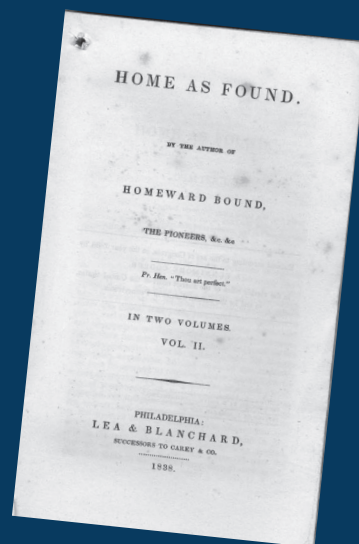 HOME AS FOUND.
BY THE AUTHOR OF
HOMEWARD BOUND,
THE PIONEERS, &c. &c.
Pr. Hen. "Thou art perfect."
IN TWO VOLUMES.
VOL. II.
PHILADELPHIA:
LEA & BLANCHARD,
SUCCESSORS TO CAREY & CO.
1838.